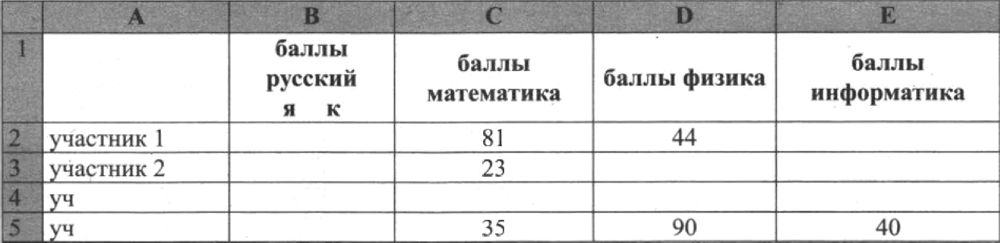 A B C D E
1 баллы русский я к баллы математика баллы физика баллы информатика
2 участник 1 81 44
3 участник 2 23
4 уч
5 уч 35 90 40